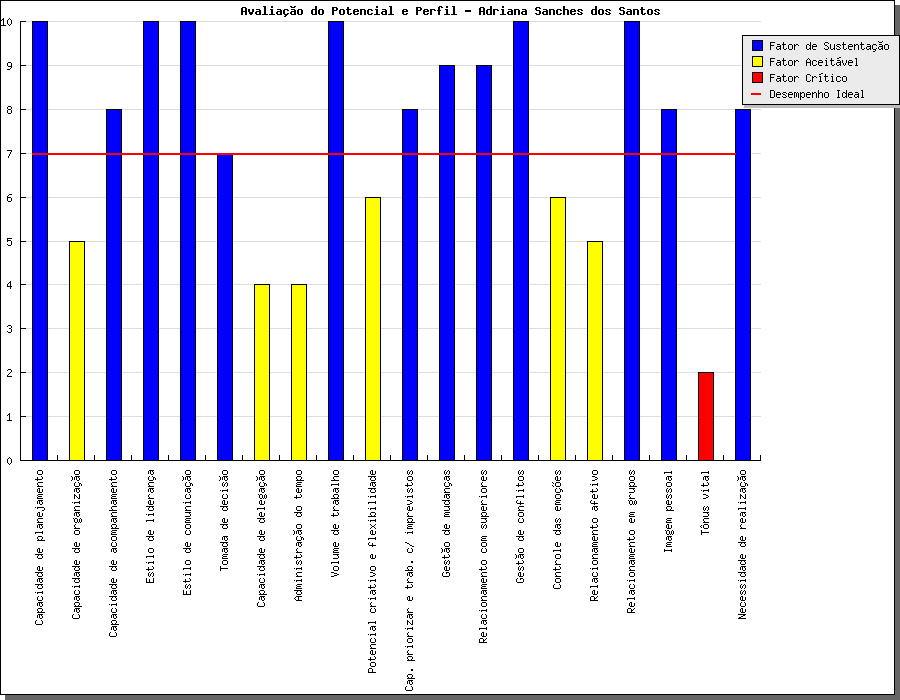 Avaliação do Potencial e Perfil - Adriana Sanches dos Santos
Fator de Sustentação
Fator Aceitável
Fator Crítico
Desempenho Ideal
10
9
8
7
6
5
4
3
2
1
0
Capacidade de planejamento
Capacidade de organização
Capacidade de acompanhamento
Estilo de liderança
Estilo de comunicação
Tomada de decisão
Capacidade de delegação
Administração do tempo
Volume de trabalho
Potencial criativo e flexibilidade
Cap. priorizar e trab. c/ imprevistos
Gestão de mudanças
Relacionamento com superiores
Gestão de conflitos
Controle das emoções
Relacionamento afetivo
Relacionamento em grupos
Imagem pessoal
Tônus vital
Necessidade de realização